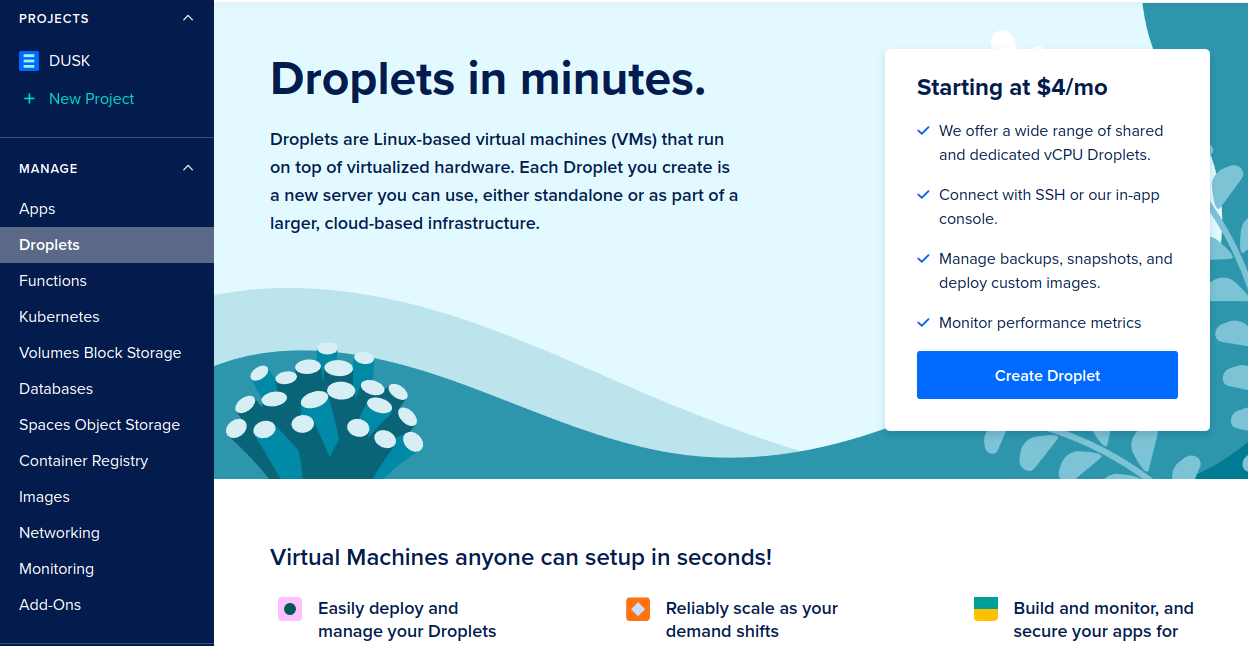 PROJECTS
DUSK
+ New Project
MANAGE
Apps
Droplets
Functions
Kubernetes
Volumes Block Storage
Databases
Spaces Object Storage
Container Registry
Images
Networking
Monitoring
Add-Ons
Droplets in minutes.
Droplets are Linux-based virtual machines (VMs) that run
on top of virtualized hardware. Each Droplet you create is
a new server you can use, either standalone or as part of a
larger, cloud-based infrastructure.
Starting at $4/mo
We offer a wide range of shared
and dedicated vCPU Droplets.
Connect with SSH or our in-app
console.
Manage backups, snapshots, and
deploy custom images.
Monitor performance metrics
Create Droplet
Virtual Machines anyone can setup in seconds!
Easily deploy and
manage your Droplets
Reliably scale as your
demand shifts
Build and monitor, and
secure your apps for